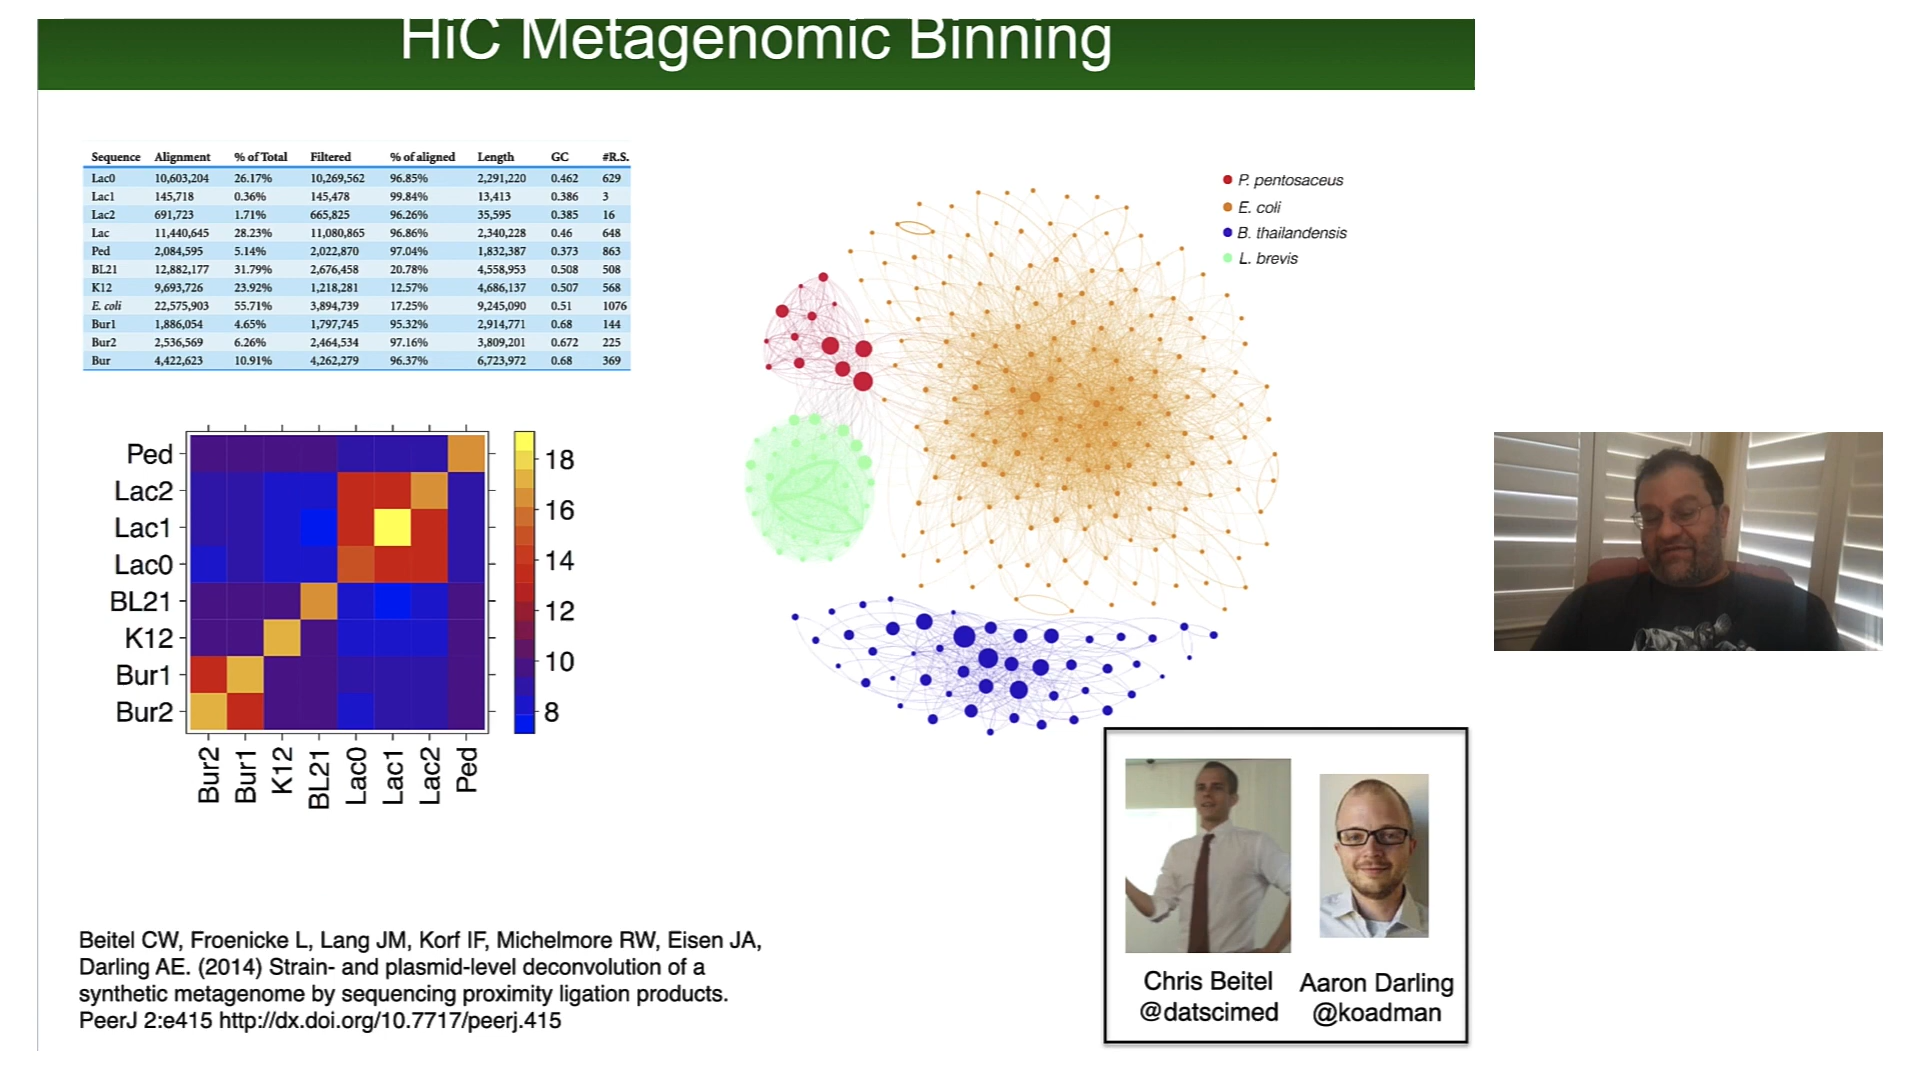 HiC Metagenomic Binning
Sequence Alignment % of Total Filtered % of aligned Length GC #R.S.
Lac0 10,603,204 26.17% 10,269,562 96.85% 2,291,220 0.462 629
Lac1 145,718 0.36% 145,478 99.84% 13,413 0.386 3
Lac2 691,723 1.71% 665,825 96.26% 35,595 0.385 16
Lac 11,440,645 28.23% 11,080,865 96.86% 2,340,228 0.46 648
Ped 2,084,595 5.14% 2,022,870 97.04% 1,832,387 0.373 863
BL21 12,882,177 31.79% 2,676,458 20.78% 4,558,953 0.508 508
K12 9,693,726 23.92% 1,218,281 12.57% 4,686,137 0.507 568
E. coli 22,575,903 55.71% 3,894,739 17.25% 9,245,090 0.51 1076
Bur1 1,886,054 4.65% 1,797,745 95.32% 2,914,771 0.68 144
Bur2 2,536,569 6.26% 2,464,534 97.16% 3,809,201 0.672 225
Bur 4,422,623 10.91% 4,262,279 96.37% 6,723,972 0.68 369
P. pentosaceus
E. coli
B. thailandensis
L. brevis
Ped
Lac2
Lac1
Lac0
BL21
K12
Bur1
Bur2
18
16
14
12
10
8
Bur2 Bur1 K12 BL21 Lac0 Lac1 Lac2 Ped
Beitel CW, Froenicke L, Lang JM, Korf IF, Michelmore RW, Eisen JA,
Darling AE. (2014) Strain- and plasmid-level deconvolution of a
synthetic metagenome by sequencing proximity ligation products.
PeerJ 2:e415 http://dx.doi.org/10.7717/peerj.415
Chris Beitel
@datscimed
Aaron Darling
@koadman